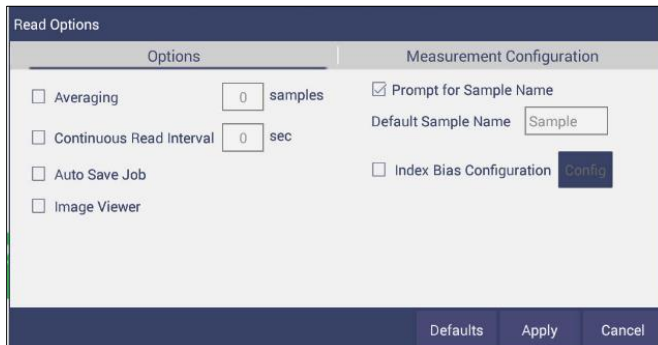 Read Options
Options
Measurement Configuration
Averaging 0 samples
Continuous Read Interval 0 sec
Auto Save Job
Image Viewer
Prompt for Sample Name
Default Sample Name Sample
Index Bias Configuration Config
Defaults Apply Cancel